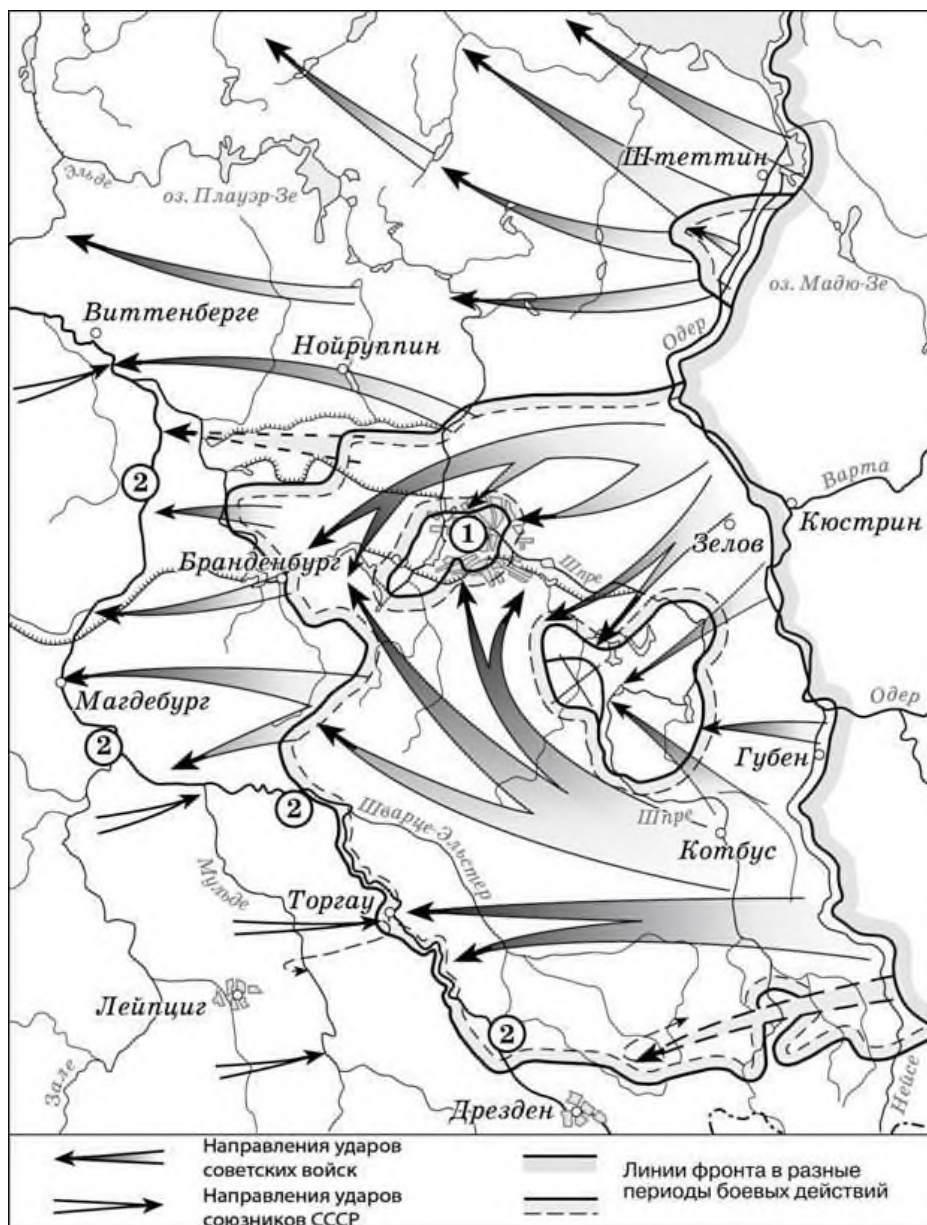 Штеттин
Эльде
оз. Плауэр-Зе
оз. Мадю-Зе
Виттенберге
Одер
Нойруппин
2
Варта
Кюстрин
1
Зелов
Бранденбург
Шпре
Магдебург
Одер
2
Губен
2
Шварце-Эльстер
Шпре
Котбус
Мульде
Торгау
Лейпциг
2
Зале
Дрезден
Нейсе
Направления ударов
советских войск
Направления ударов
союзников СССР
Линии фронта в разные
периоды боевых действий